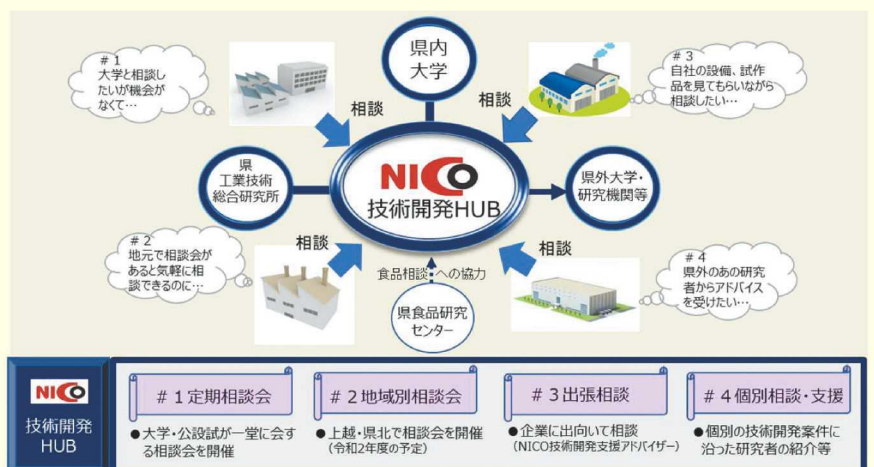 県内
大学
#1
大学と相談し
たいが機会が
なくて…
#3
自社の設備、試作
品を見てもらいながら
相談したい…
相談
相談
県
工業技術
総合研究所
NICO
技術開発HUB
県外大学・
研究機関等
#2
地元で相談会が
あると気軽に相
談できるのに…
相談
相談
#4
県外のあの研究
者からアドバイス
を受けたい…
食品相談への協力
県食品研究
センター
NICO
技術開発
HUB
#1定期相談会
●大学・公設試が一堂に会す
る相談会を開催
#2地域別相談会
●上越・県北で相談会を開催
(令和2年度の予定)
#3出張相談
●企業に出向いて相談
(NICO技術開発支援アドバイザー)
#4個別相談・支援
●個別の技術開発案件に
沿った研究者の紹介等